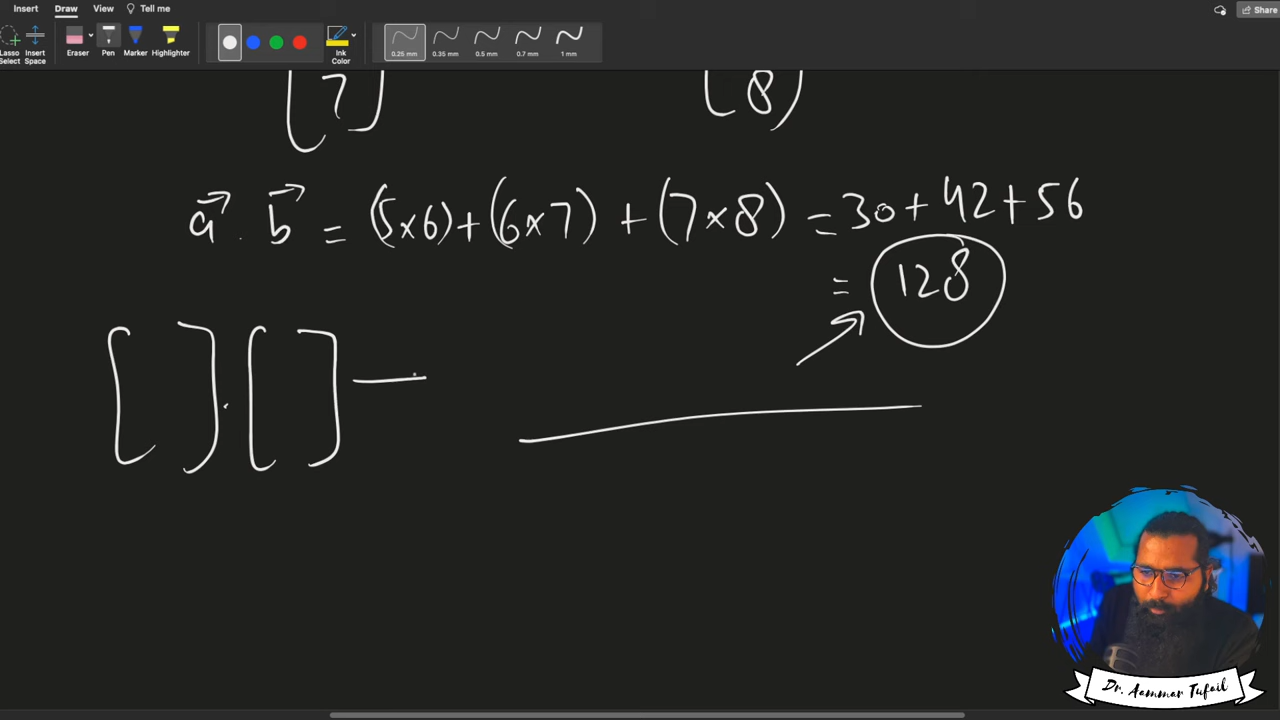 Insert Draw View Tell me
Share
Lasso Select Insert Space Eraser Pen Marker Highlighter Ink Color 0.25 mm 0.35 mm 0.5 mm 0.7 mm 1 mm
[7] [8]
a⃗ . b⃗ = (5×6)+(6×7) + (7×8) = 30+42+56
= 128
[ ] . [ ] —
Dr. Aammar Tufail